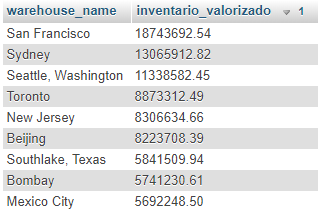 warehouse_name inventario_valorizado 1
San Francisco 18743692.54
Sydney 13065912.82
Seattle, Washington 11338582.45
Toronto 8873312.49
New Jersey 8306634.66
Beijing 8223708.39
Southlake, Texas 5841509.94
Bombay 5741230.61
Mexico City 5692248.50